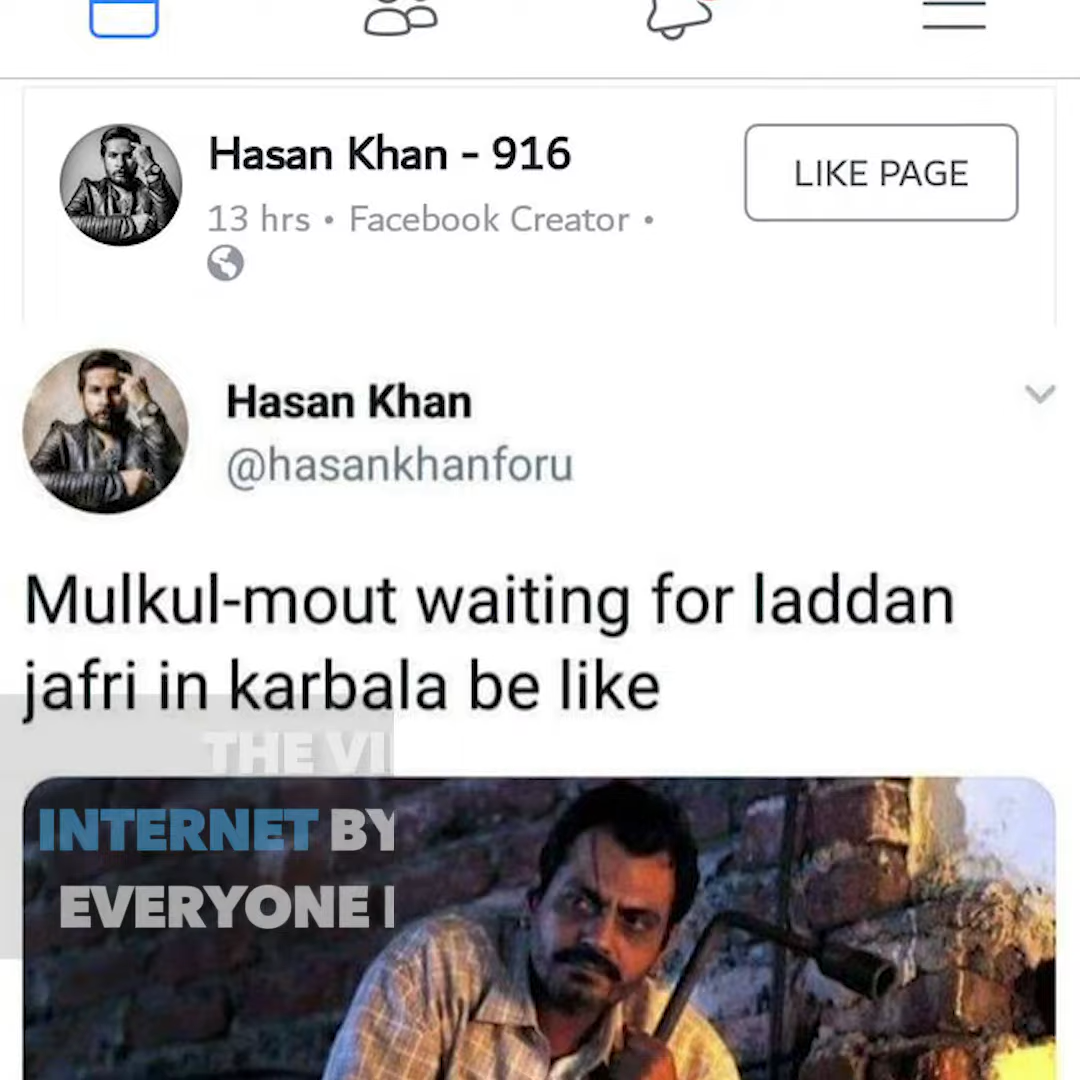 Hasan Khan - 916
LIKE PAGE
13 hrs • Facebook Creator •
Hasan Khan
@hasankhanforu
Mulkul-mout waiting for laddan
jafri in karbala be like
THE
INTERNET BY
EVERYONE